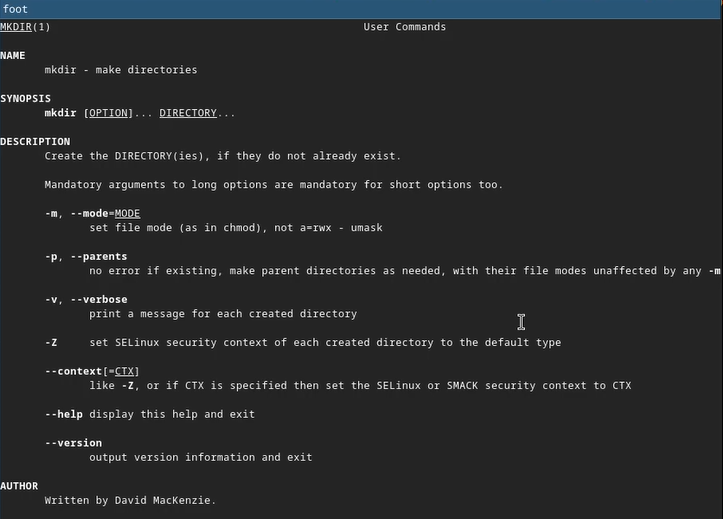 foot
MKDIR(1) User Commands
NAME
mkdir - make directories
SYNOPSIS
mkdir [OPTION]... DIRECTORY...
DESCRIPTION
Create the DIRECTORY(ies), if they do not already exist.
Mandatory arguments to long options are mandatory for short options too.
-m, --mode=MODE
set file mode (as in chmod), not a=rwx - umask
-p, --parents
no error if existing, make parent directories as needed, with their file modes unaffected by any -m
-v, --verbose
print a message for each created directory
-Z set SELinux security context of each created directory to the default type
--context[=CTX]
like -Z, or if CTX is specified then set the SELinux or SMACK security context to CTX
--help display this help and exit
--version
output version information and exit
AUTHOR
Written by David MacKenzie.